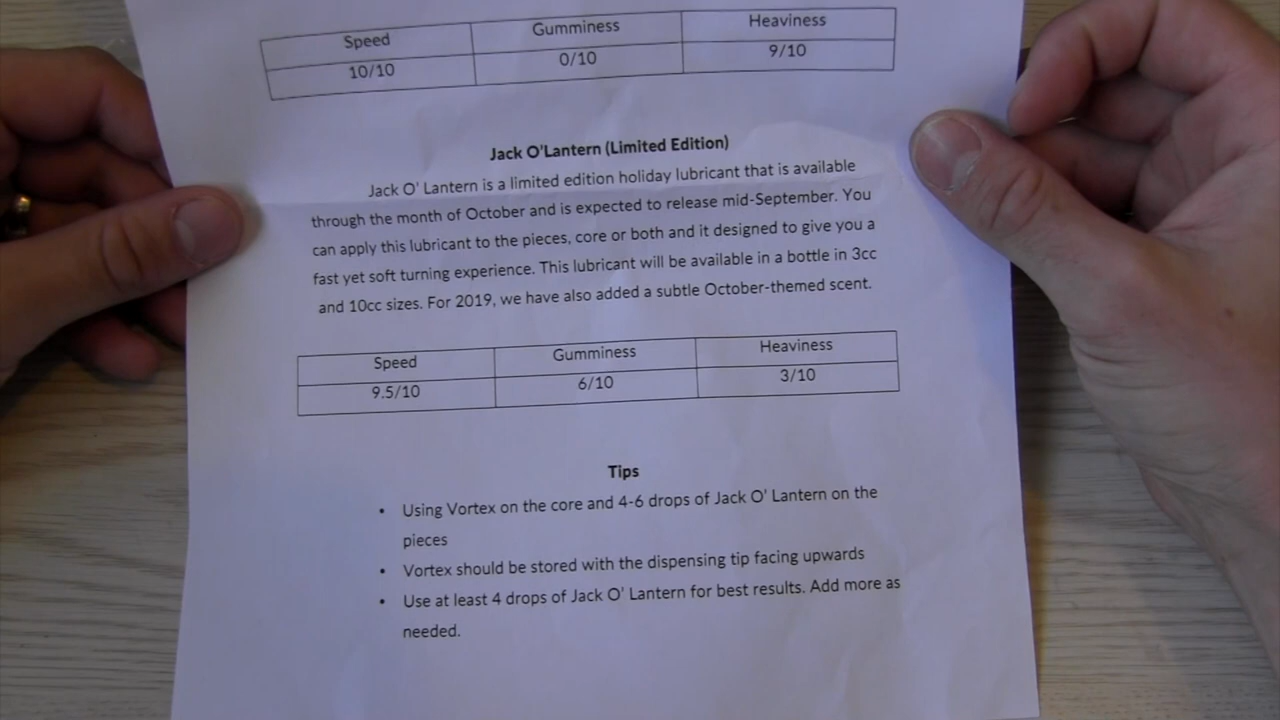 Speed Gumminess Heaviness
10/10 0/10 9/10
Jack O'Lantern (Limited Edition)
Jack O' Lantern is a limited edition holiday lubricant that is available
through the month of October and is expected to release mid-September. You
can apply this lubricant to the pieces, core or both and it designed to give you a
fast yet soft turning experience. This lubricant will be available in a bottle in 3cc
and 10cc sizes. For 2019, we have also added a subtle October-themed scent.
Speed Gumminess Heaviness
9.5/10 6/10 3/10
Tips
• Using Vortex on the core and 4-6 drops of Jack O' Lantern on the
pieces
• Vortex should be stored with the dispensing tip facing upwards
• Use at least 4 drops of Jack O' Lantern for best results. Add more as
needed.